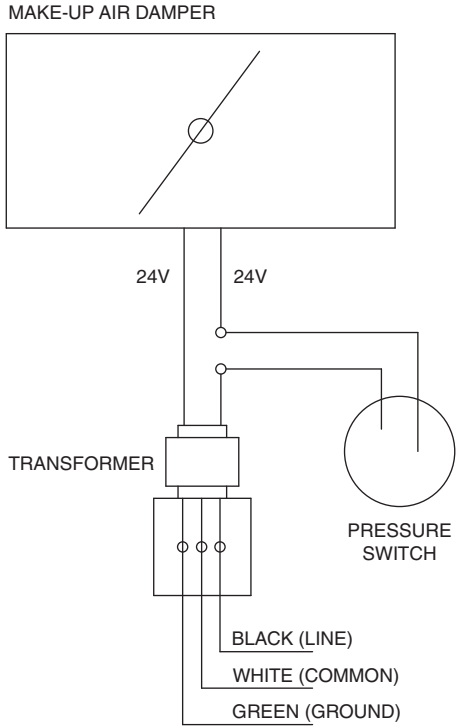 MAKE-UP AIR DAMPER
24V
24V
TRANSFORMER
PRESSURE
SWITCH
BLACK (LINE)
WHITE (COMMON)
GREEN (GROUND)